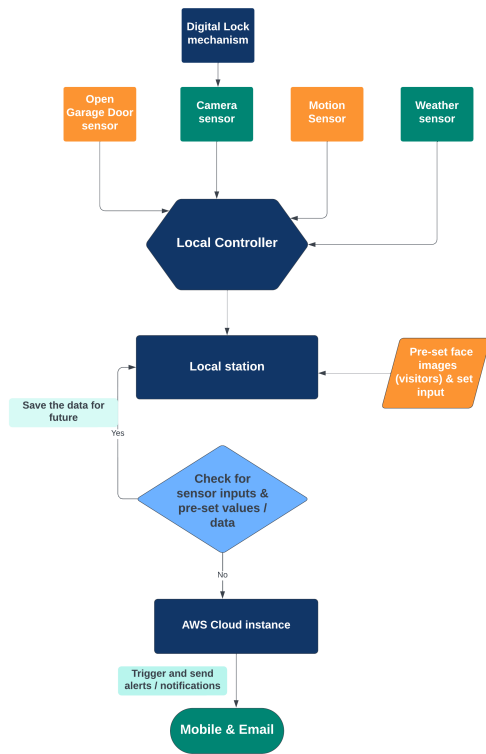 Digital Lock
mechanism
Open
Garage Door
sensor
Camera
sensor
Motion
Sensor
Weather
sensor
Local Controller
Local station
Pre-set face
images
(visitors) & set
input
Save the data for
future
Yes
Check for
sensor inputs &
pre-set values /
data
No
AWS Cloud instance
Trigger and send
alerts / notifications
Mobile & Email